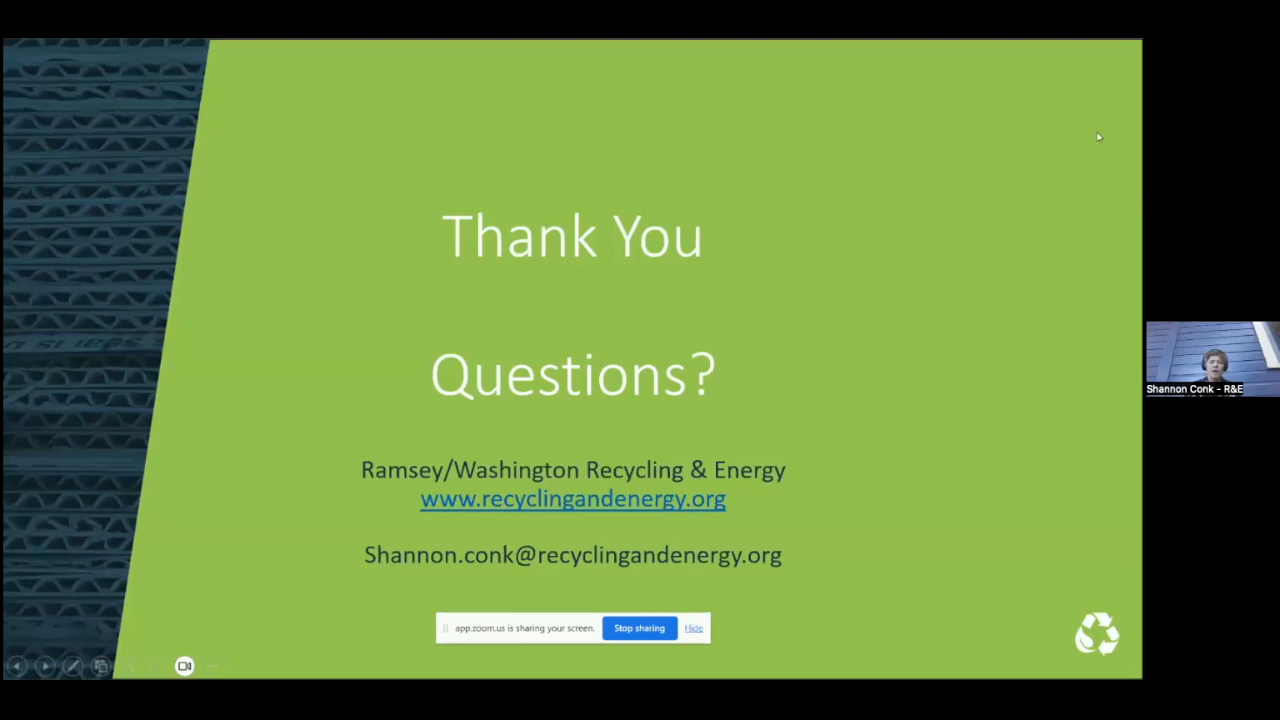 Thank You
Questions?
Ramsey/Washington Recycling & Energy
www.recyclingandenergy.org
Shannon.conk@recyclingandenergy.org
app.zoom.us is sharing your screen. Stop sharing Hide
Shannon Conk - R&E